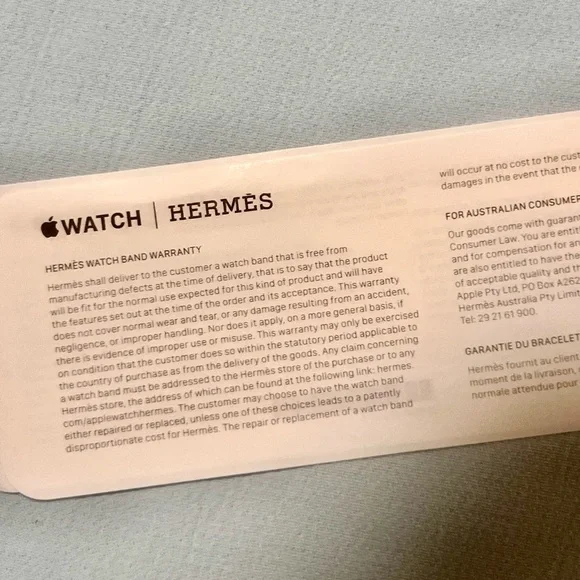 WATCH | HERMÈS
HERMÈS WATCH BAND WARRANTY
Hermès shall deliver to the customer a watch band that is free from
manufacturing defects at the time of delivery, that is to say that the product
will be fit for the normal use expected for this kind of product and will have
the features set out at the time of the order and its acceptance. This warranty
does not cover normal wear and tear, or any damage resulting from an accident,
negligence, or improper handling. Nor does it apply, on a more general basis, if
there is evidence of improper use or misuse. This warranty may only be exercised
on condition that the customer does so within the statutory period applicable to
the country of purchase as from the delivery of the goods. Any claim concerning
a watch band must be addressed to the Hermès store of the purchase or to any
Hermès store, the address of which can be found at the following link: hermes.
com/applewatchhermes. The customer may choose to have the watch band
either repaired or replaced, unless one of these choices leads to a patently
disproportionate cost for Hermès. The repair or replacement of a watch band
will occur at no cost to the cust
damages in the event that the
FOR AUSTRALIAN CONSUMER
Our goods come with guaran
Consumer Law. You are entit
and for compensation for an
are also entitled to have the
of acceptable quality and th
Apple Pty Ltd, PO Box A262
Hermès Australia Pty Limit
Tel: 29 21 61 900.
GARANTIE DU BRACELET
Hermès fournit au client
moment de la livraison,
normale attendue pour